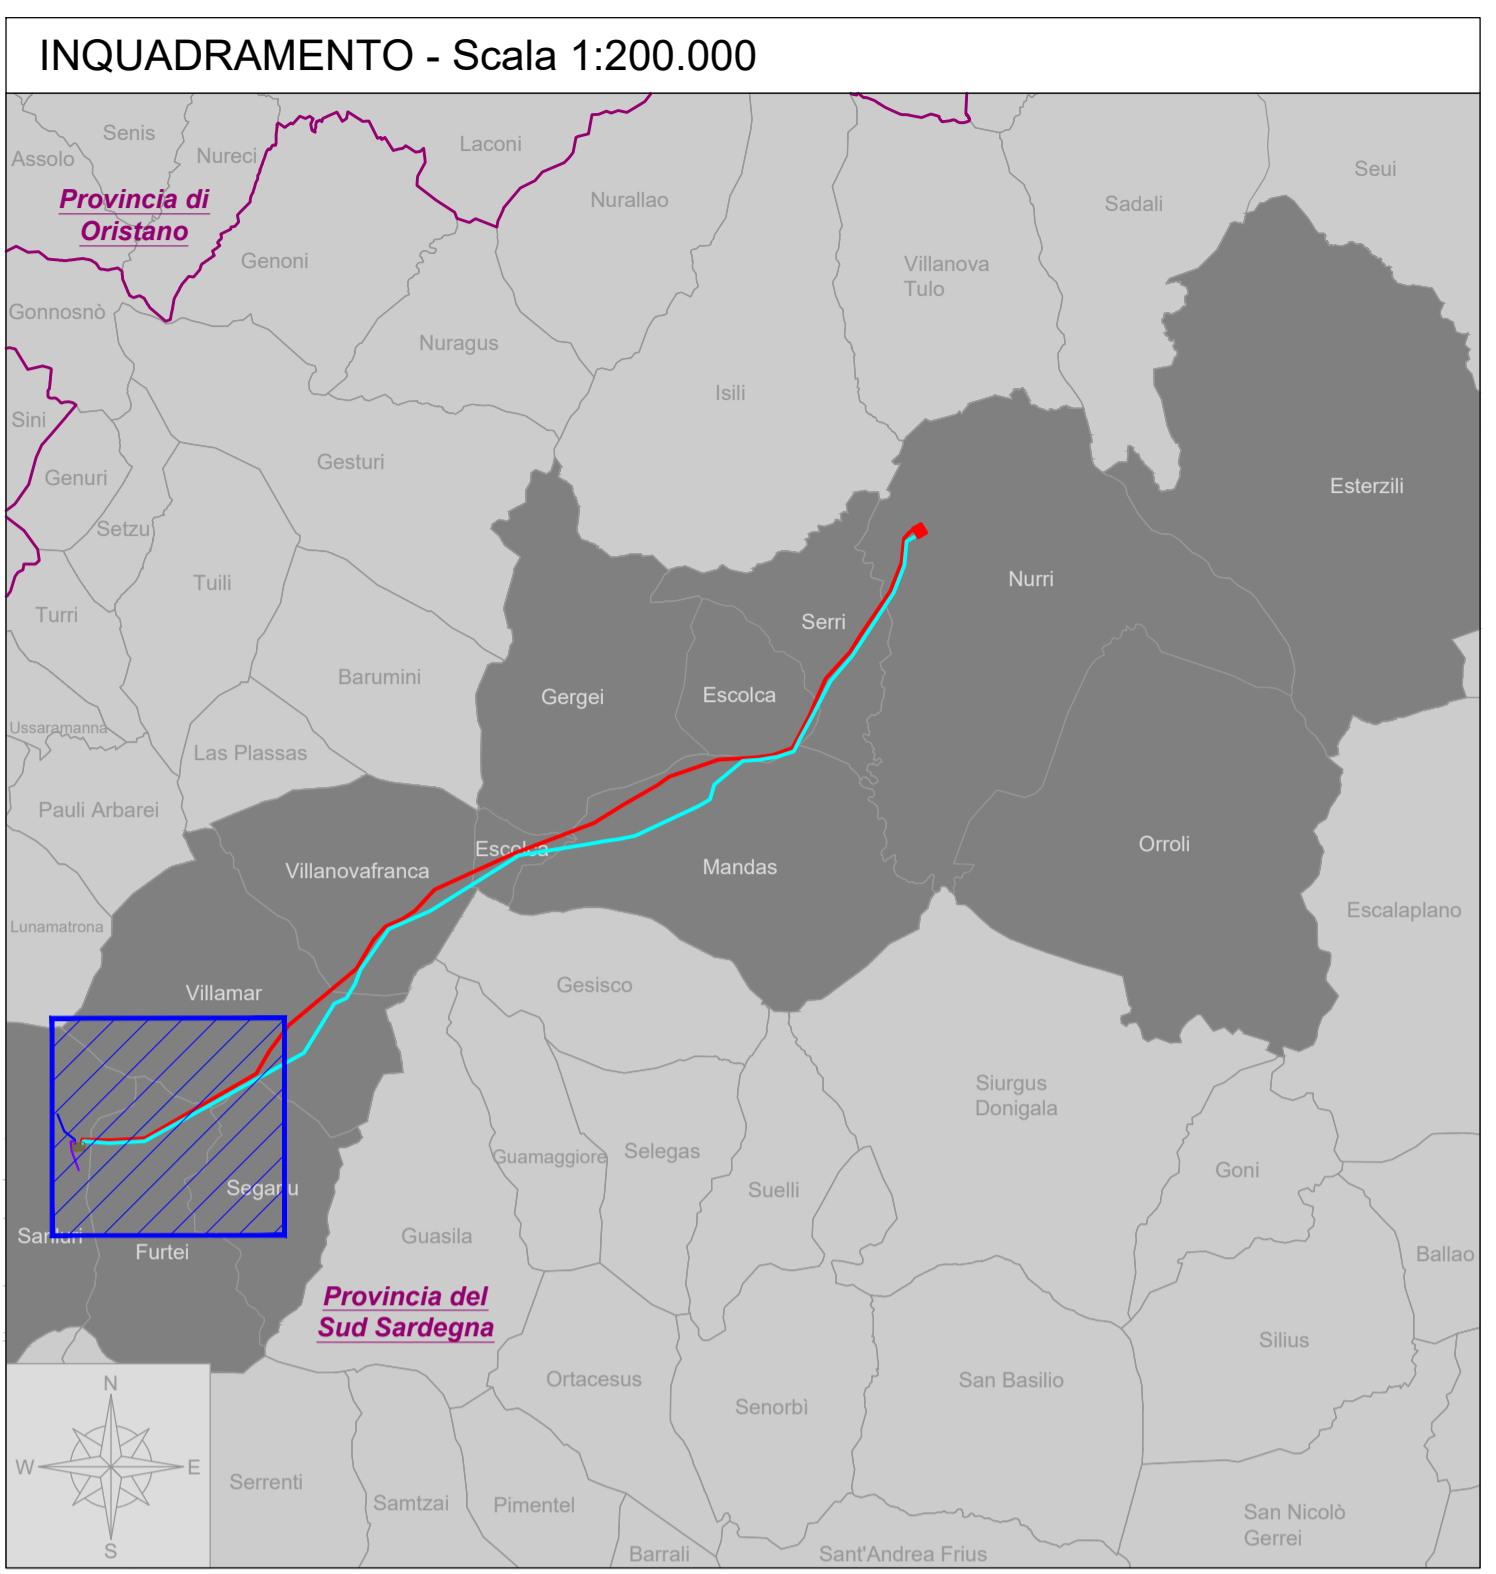 INQUADRAMENTO - Scala 1:200.000
Senis
Laconi
Assolo
Nureci
Seui
Provincia di
Oristano
Nurallao
Sadali
Genoni
Villanova
Tulo
Gonnosnò
Nuragus
Isili
Sini
Gesturi
Genuri
Esterzili
Setzu
Tuili
Nurri
Turri
Serri
Barumini
Gergei
Escolca
Ussaramanna
Las Plassas
Pauli Arbarei
Orroli
Escolca
Villanovafranca
Mandas
Escalaplano
Lunamatrona
Gesisco
Villamar
Siurgus
Donigala
Guamaggiore
Selegas
Goni
Segariu
Suelli
Sanluri
Furtei
Guasila
Ballao
Provincia del
Sud Sardegna
Silius
N
Ortacesus
San Basilio
Senorbì
W
E
Serrenti
Samtzai
Pimentel
San Nicolò
Gerrei
S
Barrali
Sant'Andrea Frius